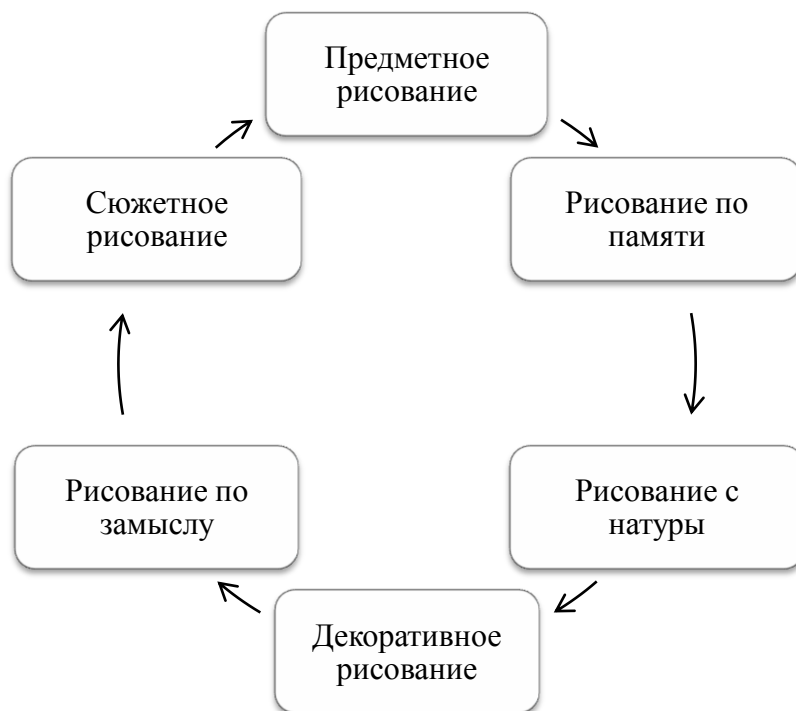 Предметное
рисование
Сюжетное
рисование
Рисование по
памяти
Рисование по
замыслу
Рисование с
натуры
Декоративное
рисование